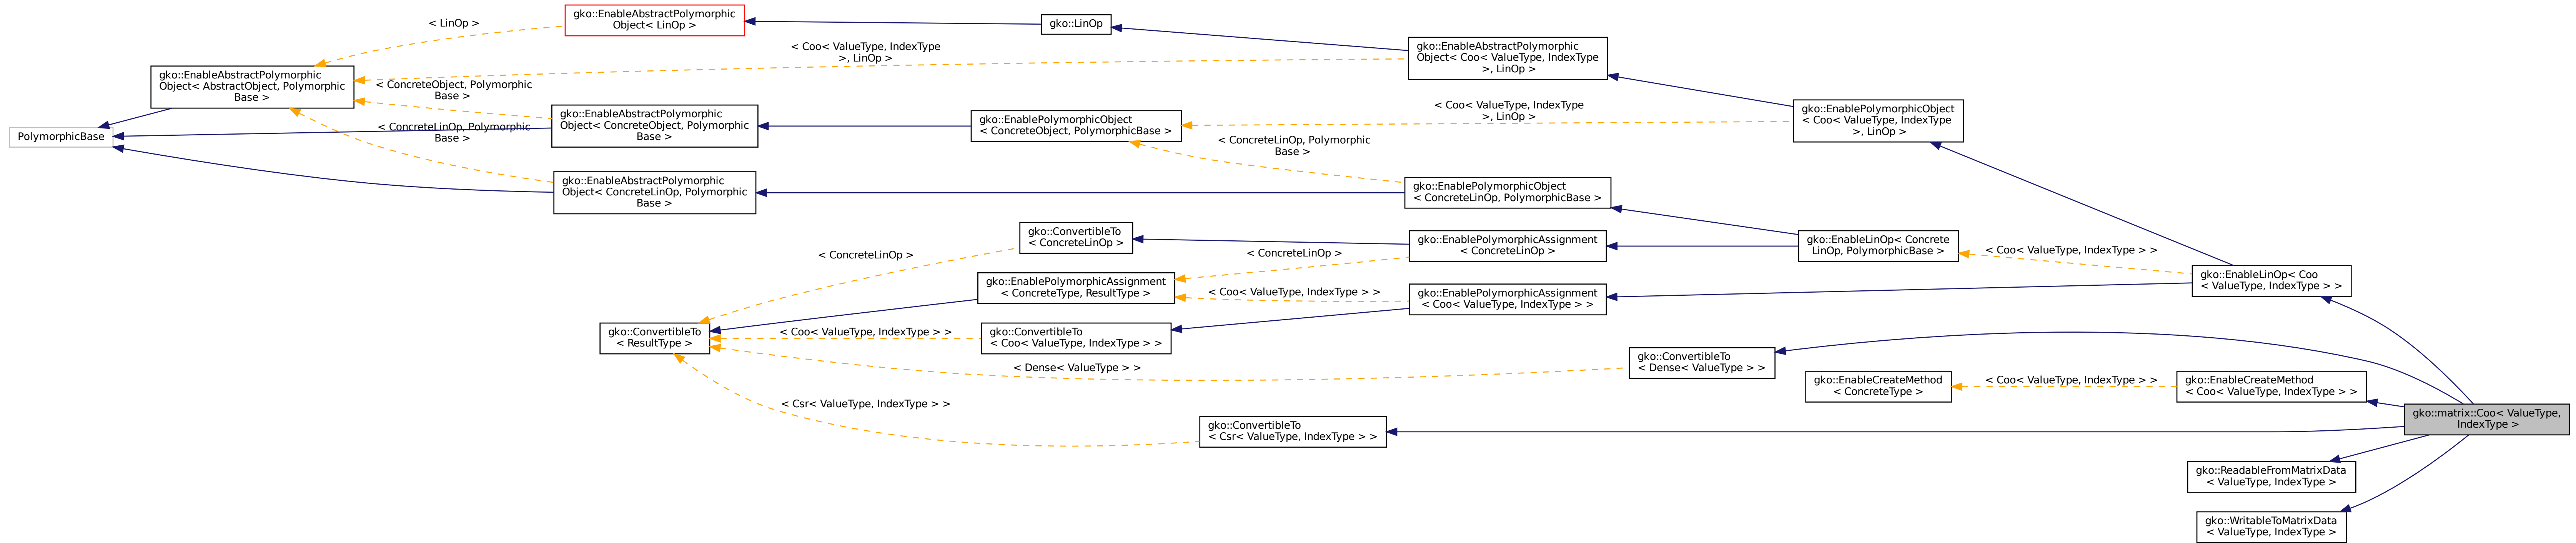 gko::EnableAbstractPolymorphic
Object< LinOp >
< LinOp >
gko::LinOp
gko::EnableAbstractPolymorphic
Object< Coo< ValueType, IndexType
>, LinOp >
< Coo< ValueType, IndexType
>, LinOp >
gko::EnableAbstractPolymorphic
Object< AbstractObject, Polymorphic
Base >
< ConcreteObject, Polymorphic
Base >
gko::EnableAbstractPolymorphic
Object< ConcreteObject, Polymorphic
Base >
gko::EnablePolymorphicObject
< ConcreteObject, PolymorphicBase >
< Coo< ValueType, IndexType
>, LinOp >
gko::EnablePolymorphicObject
< Coo< ValueType, IndexType
>, LinOp >
PolymorphicBase
< ConcreteLinOp, Polymorphic
Base >
< ConcreteLinOp, Polymorphic
Base >
gko::EnableAbstractPolymorphic
Object< ConcreteLinOp, Polymorphic
Base >
gko::EnablePolymorphicObject
< ConcreteLinOp, PolymorphicBase >
gko::ConvertibleTo
< ConcreteLinOp >
< ConcreteLinOp >
gko::EnablePolymorphicAssignment
< ConcreteLinOp >
gko::EnableLinOp< Concrete
LinOp, PolymorphicBase >
< Coo< ValueType, IndexType > >
< ConcreteLinOp >
gko::EnablePolymorphicAssignment
< ConcreteType, ResultType >
< Coo< ValueType, IndexType > >
gko::EnablePolymorphicAssignment
< Coo< ValueType, IndexType > >
gko::EnableLinOp< Coo
< ValueType, IndexType > >
gko::ConvertibleTo
< ResultType >
< Coo< ValueType, IndexType > >
gko::ConvertibleTo
< Coo< ValueType, IndexType > >
< Dense< ValueType > >
gko::ConvertibleTo
< Dense< ValueType > >
gko::EnableCreateMethod
< ConcreteType >
< Coo< ValueType, IndexType > >
gko::EnableCreateMethod
< Coo< ValueType, IndexType > >
< Csr< ValueType, IndexType > >
gko::ConvertibleTo
< Csr< ValueType, IndexType > >
gko::matrix::Coo< ValueType,
IndexType >
gko::ReadableFromMatrixData
< ValueType, IndexType >
gko::WritableToMatrixData
< ValueType, IndexType >